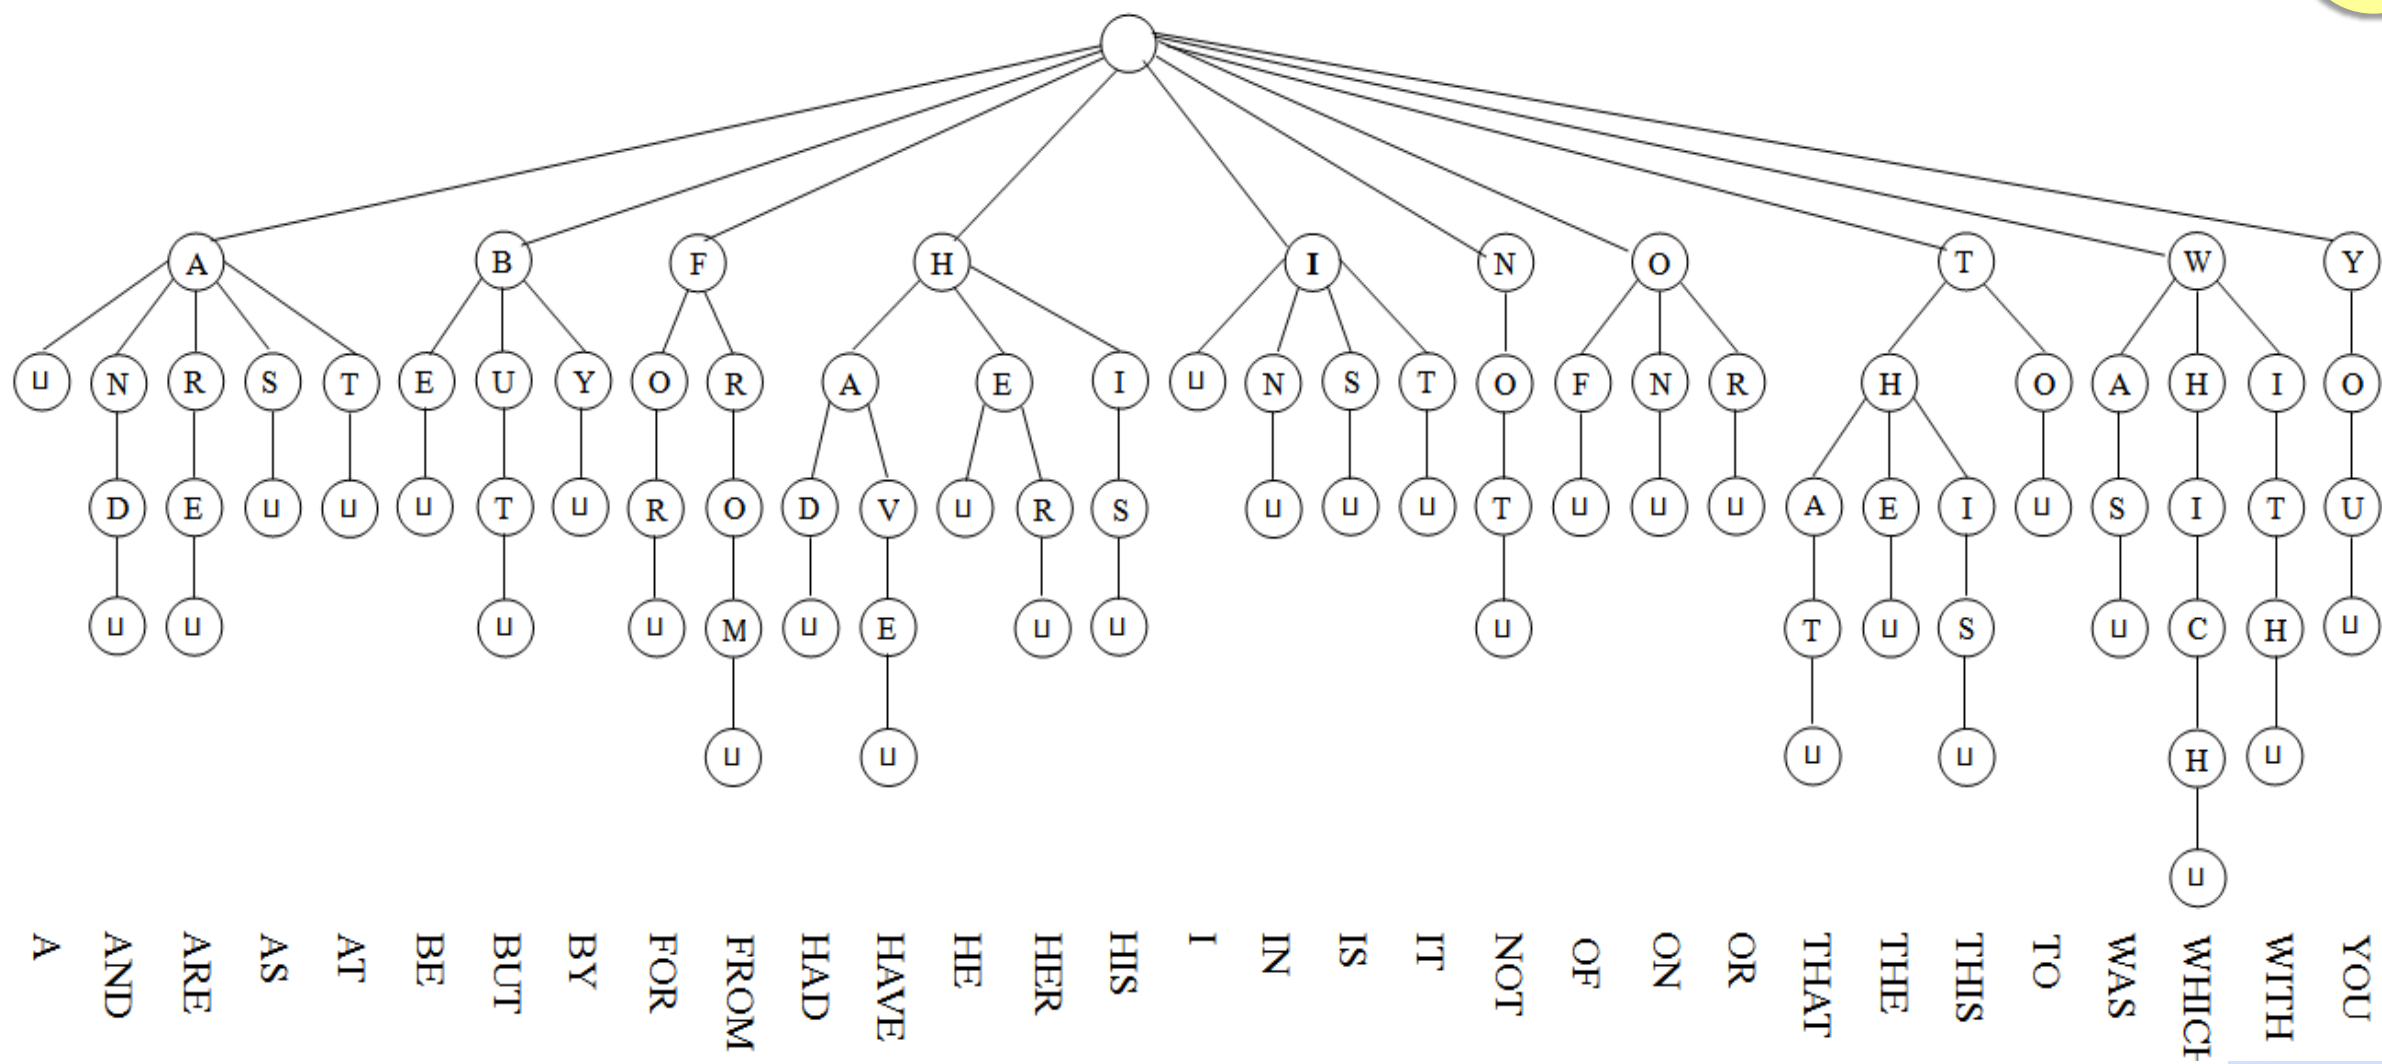 A B F H I N O T W Y
⊔ N R S T E U Y O R A E I ⊔ N S T O F N R H O A H I O
D E ⊔ ⊔ ⊔ T ⊔ R O D V ⊔ R S ⊔ ⊔ ⊔ T ⊔ ⊔ ⊔ A E I ⊔ S I T U
⊔ ⊔ ⊔ ⊔ M ⊔ E ⊔ ⊔ ⊔ T ⊔ S ⊔ C H ⊔
⊔ ⊔ ⊔ ⊔ H ⊔
⊔
A
AND
ARE
AS
AT
BE
BUT
BY
FOR
FROM
HAD
HAVE
HE
HER
HIS
I
IN
IS
IT
NOT
OF
ON
OR
THAT
THE
THIS
TO
WAS
WHICH
WITH
YOU